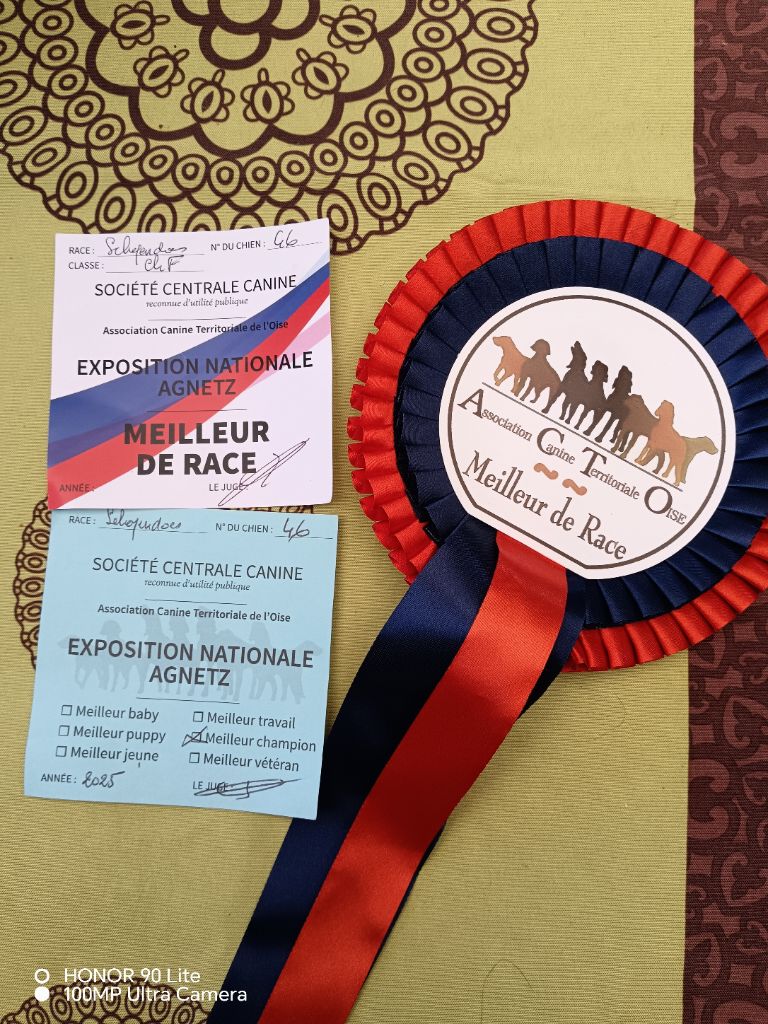 RACE : Schapendoes N° DU CHIEN : 46
CLASSE : Ch F
SOCIÉTÉ CENTRALE CANINE
reconnue d'utilité publique
Association Canine Territoriale de l'Oise
EXPOSITION NATIONALE
AGNETZ
MEILLEUR
DE RACE
ANNÉE : LE JUGE :
RACE : Schapendoes N° DU CHIEN : 46
SOCIÉTÉ CENTRALE CANINE
reconnue d'utilité publique
Association Canine Territoriale de l'Oise
EXPOSITION NATIONALE
AGNETZ
Meilleur baby Meilleur travail
Meilleur puppy Meilleur champion
Meilleur jeune Meilleur vétéran
ANNÉE : 2025 LE JUGE :
Association Canine Territoriale Oise
Meilleur de Race
HONOR 90 Lite
100MP Ultra Camera